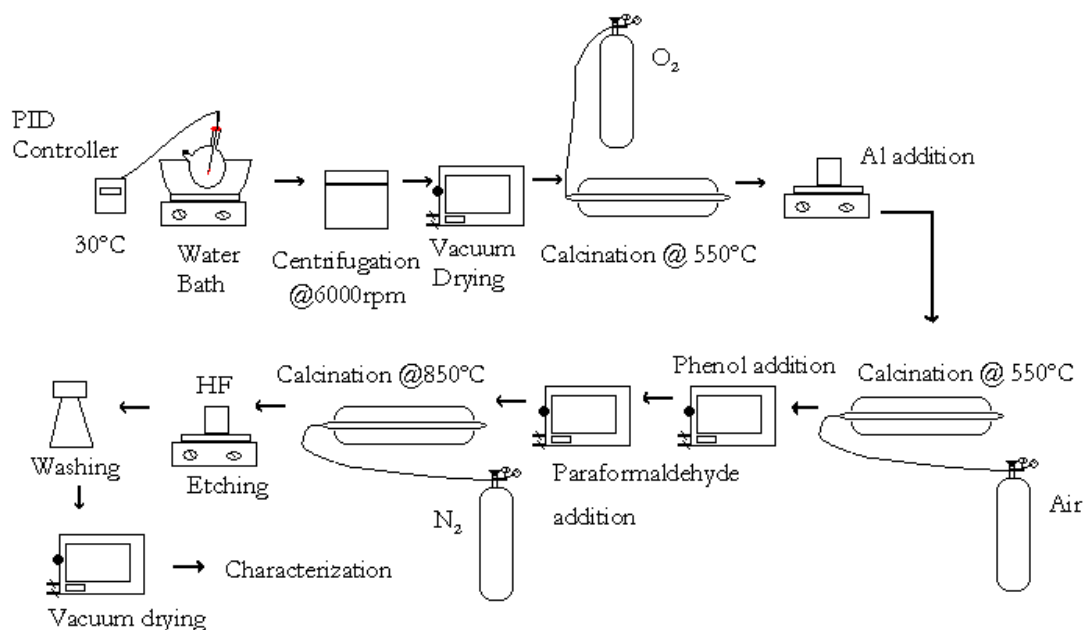 O₂
PID
Controller
Al addition
30°C
Water
Bath
Centrifugation
@6000rpm
Vacuum
Drying
Calcination @ 550°C
Phenol addition
Calcination @ 550°C
Calcination @850°C
HF
Washing
Etching
N₂
Paraformaldehyde
addition
Air
Vacuum drying
Characterization